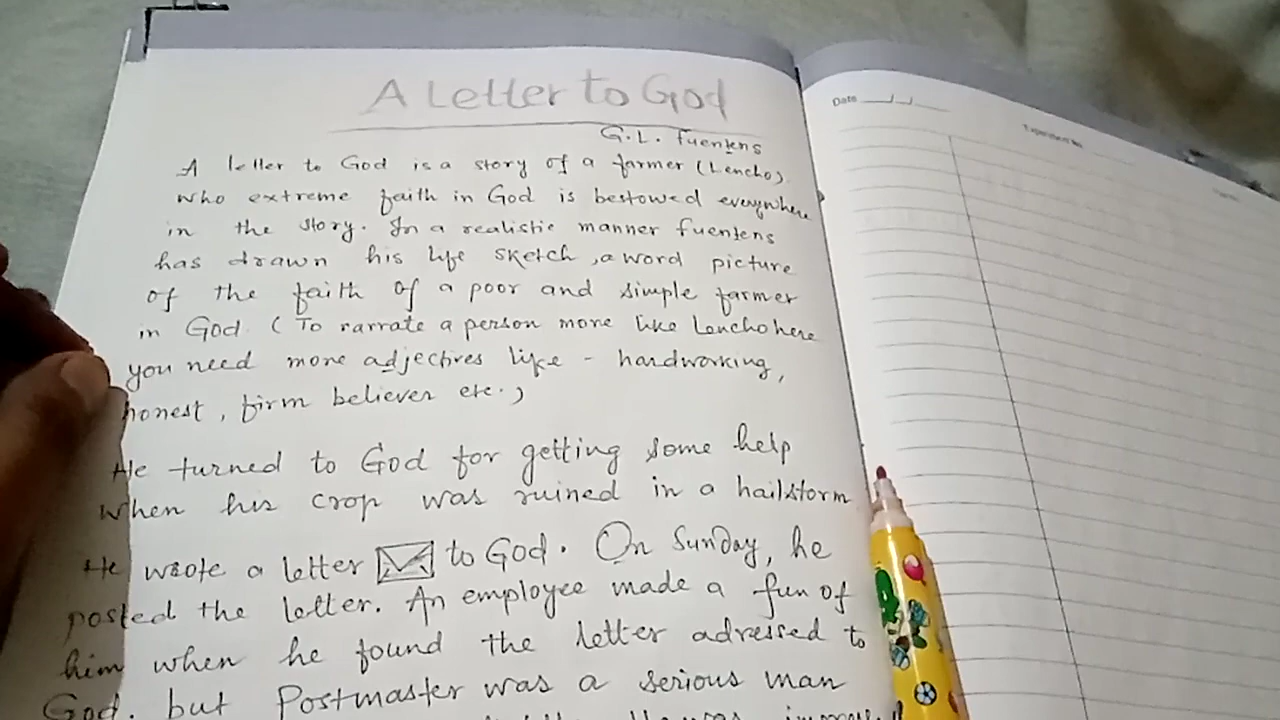 A Letter to God
G.L. Fuentens
A letter to God is a story of a farmer (Lencho)
who extreme faith in God is bestowed everywhere
in the story. In a realistic manner Fuentens
has drawn his life sketch, a word picture
of the faith of a poor and simple farmer
in God. (To narrate a person more like Lencho here
you need more adjectives like - hardworking,
honest, firm believer etc.)
He turned to God for getting some help
when his crop was ruined in a hailstorm
He wrote a letter to God. On Sunday, he
posted the letter. An employee made a fun of
him when he found the letter adressed to
God. but Postmaster was a serious man
Date
Experiment No.